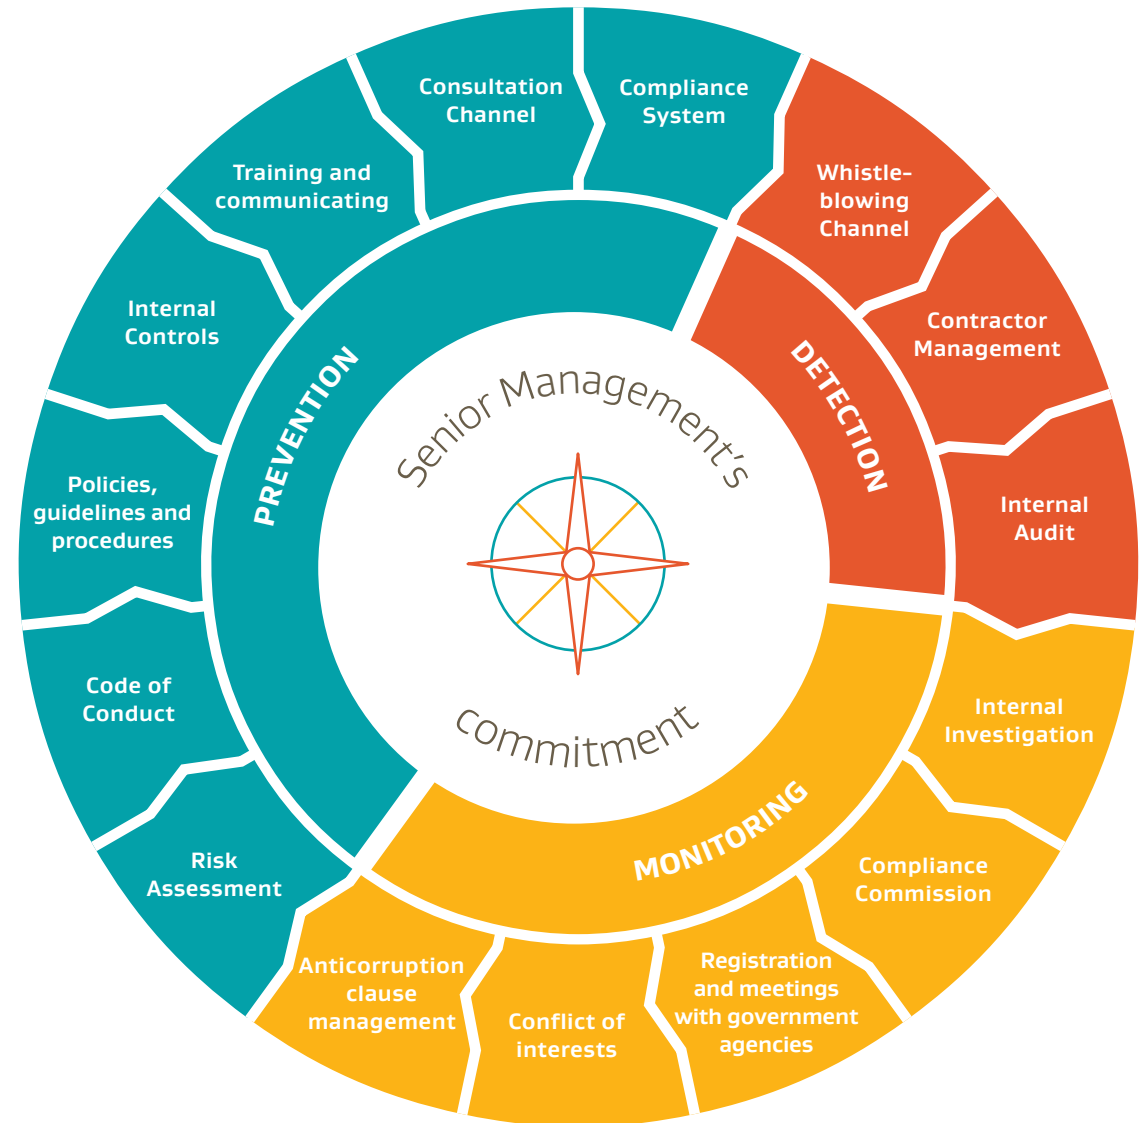 Consultation
Channel
Compliance
System
Whistle-
blowing
Channel
Contractor
Management
Internal
Audit
Internal
Investigation
Compliance
Commission
Registration
and meetings
with government
agencies
Conflict of
interests
Anticorruption
clause
management
Risk
Assessment
Code of
Conduct
Policies,
guidelines and
procedures
Internal
Controls
Training and
communicating
PREVENTION
DETECTION
MONITORING
Senior Management's
commitment